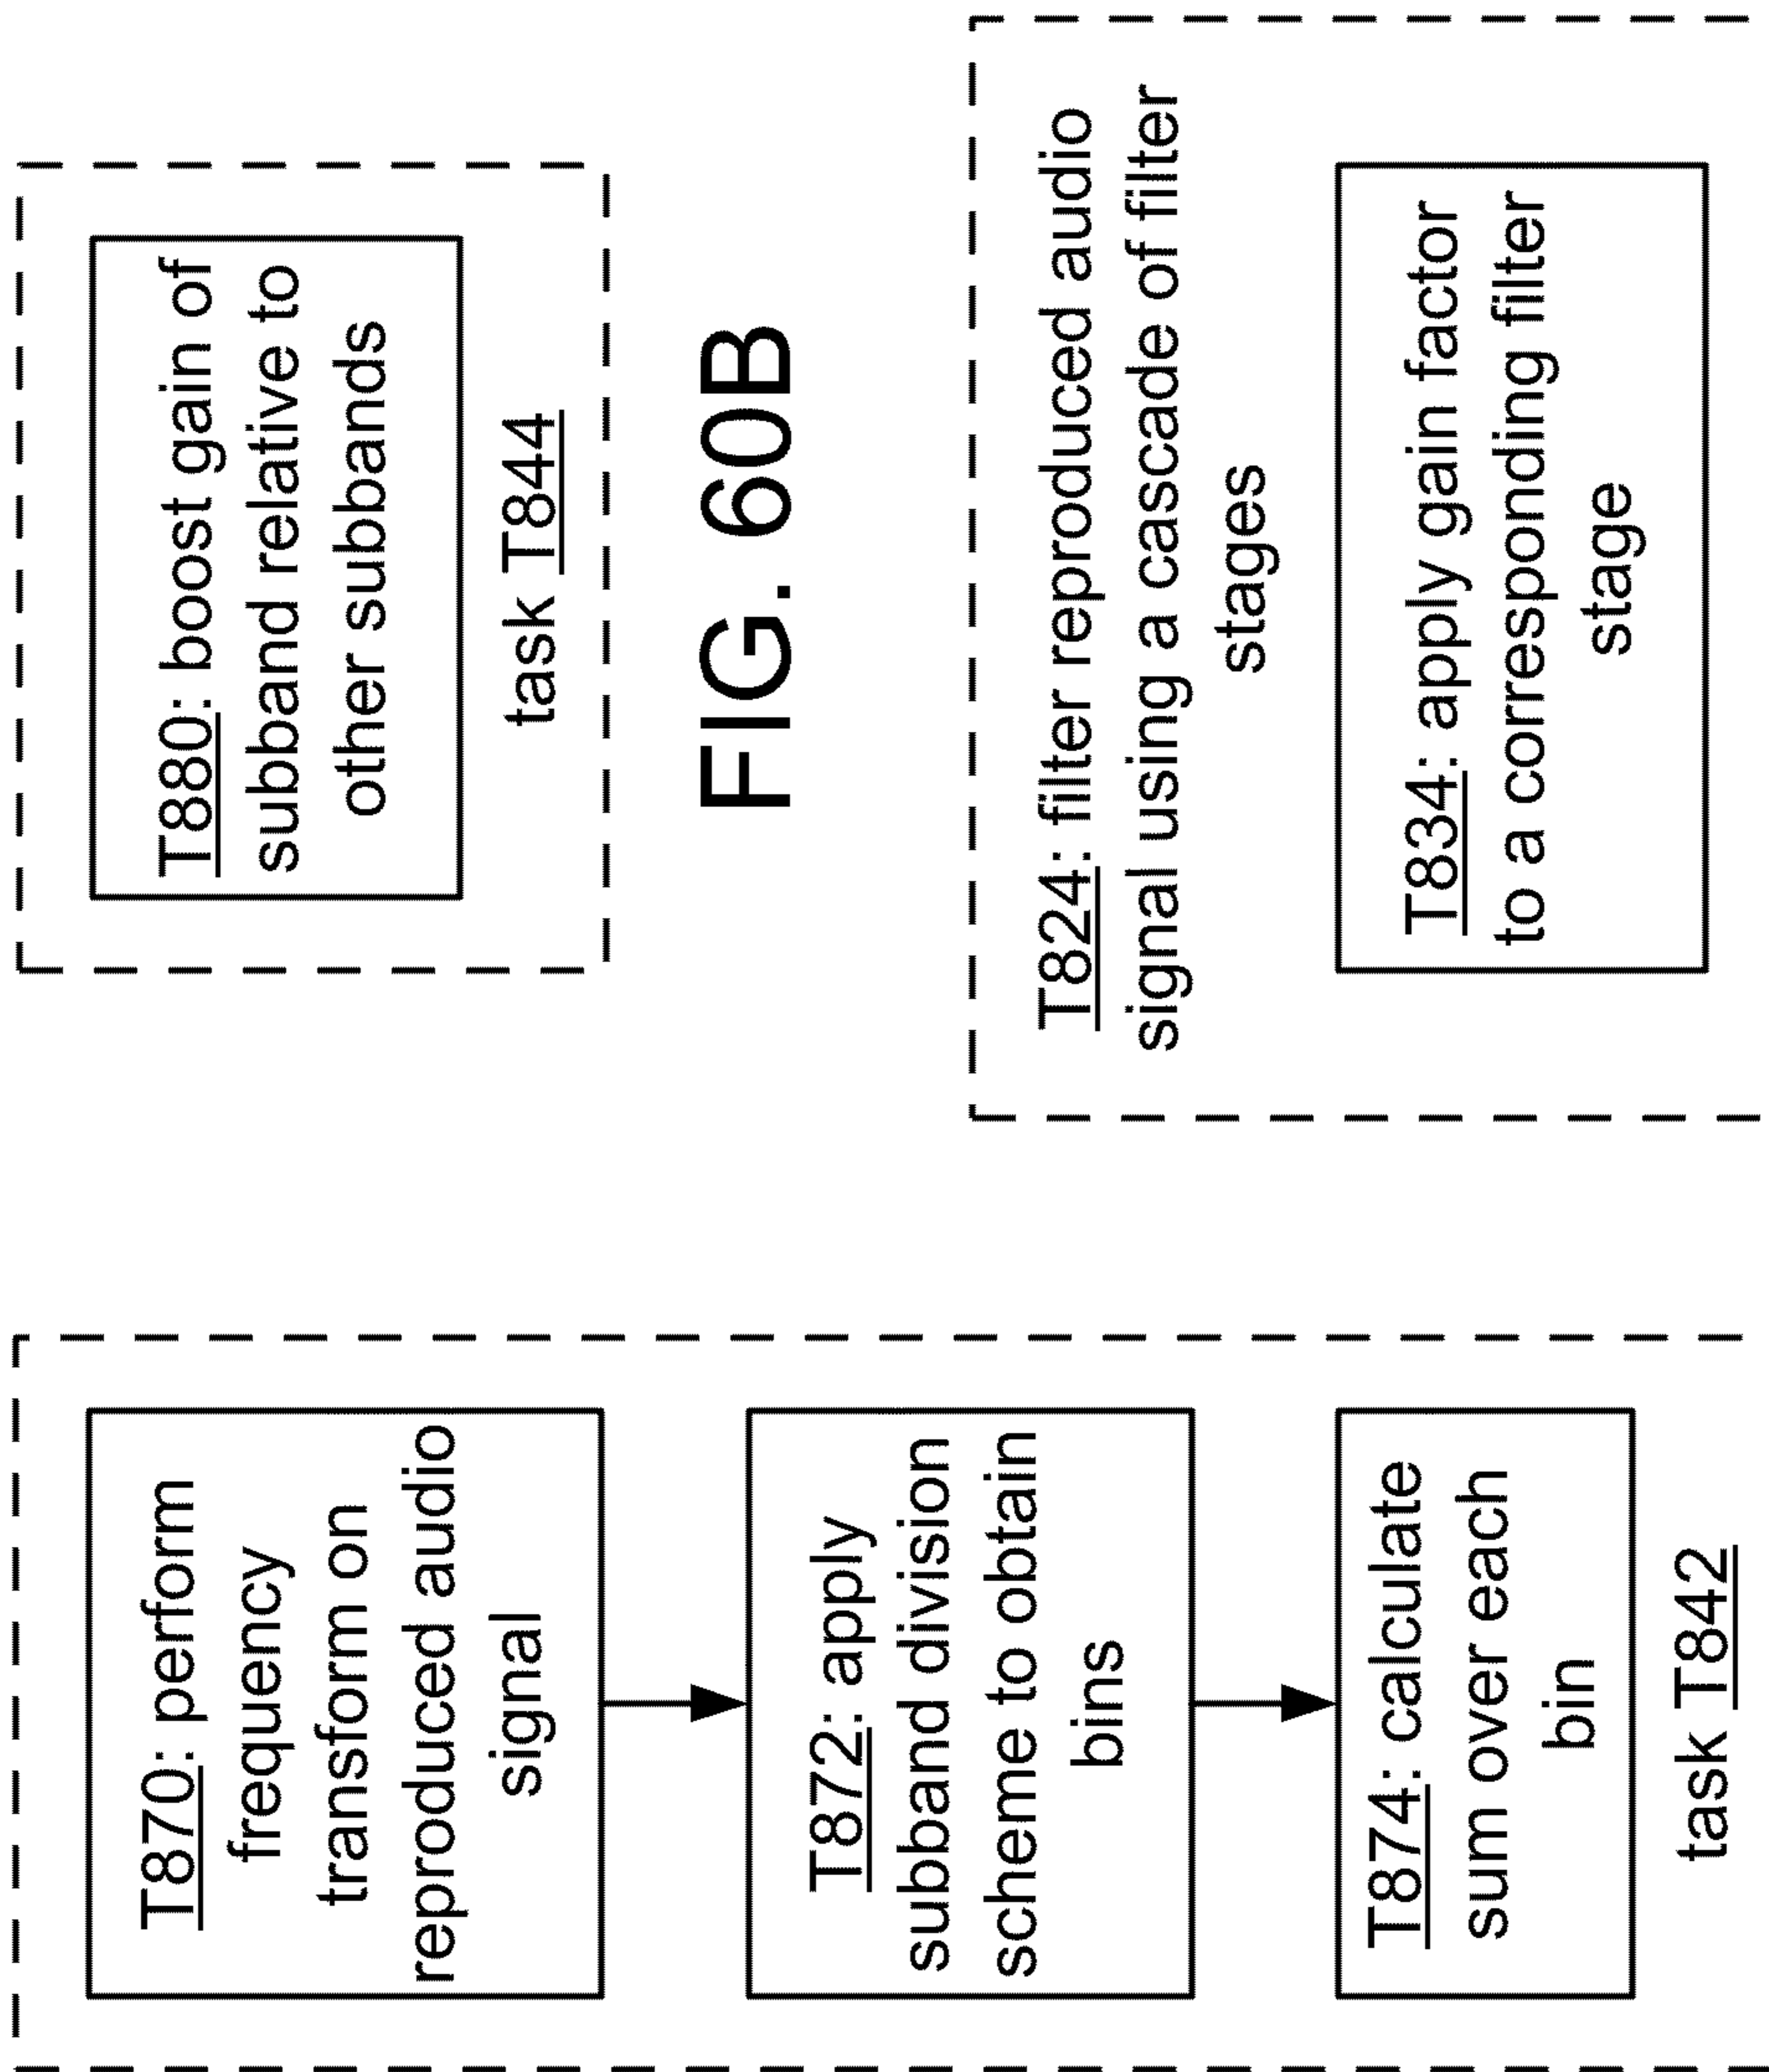 T870: perform
frequency
transform on
reproduced audio
signal
T872: apply
subband division
scheme to obtain
bins
T874: calculate
sum over each
bin
task T842
T880: boost gain of
subband relative to
other subbands
task T844
FIG. 60B
T824: filter reproduced audio
signal using a cascade of filter
stages
T834: apply gain factor
to a corresponding filter
stage